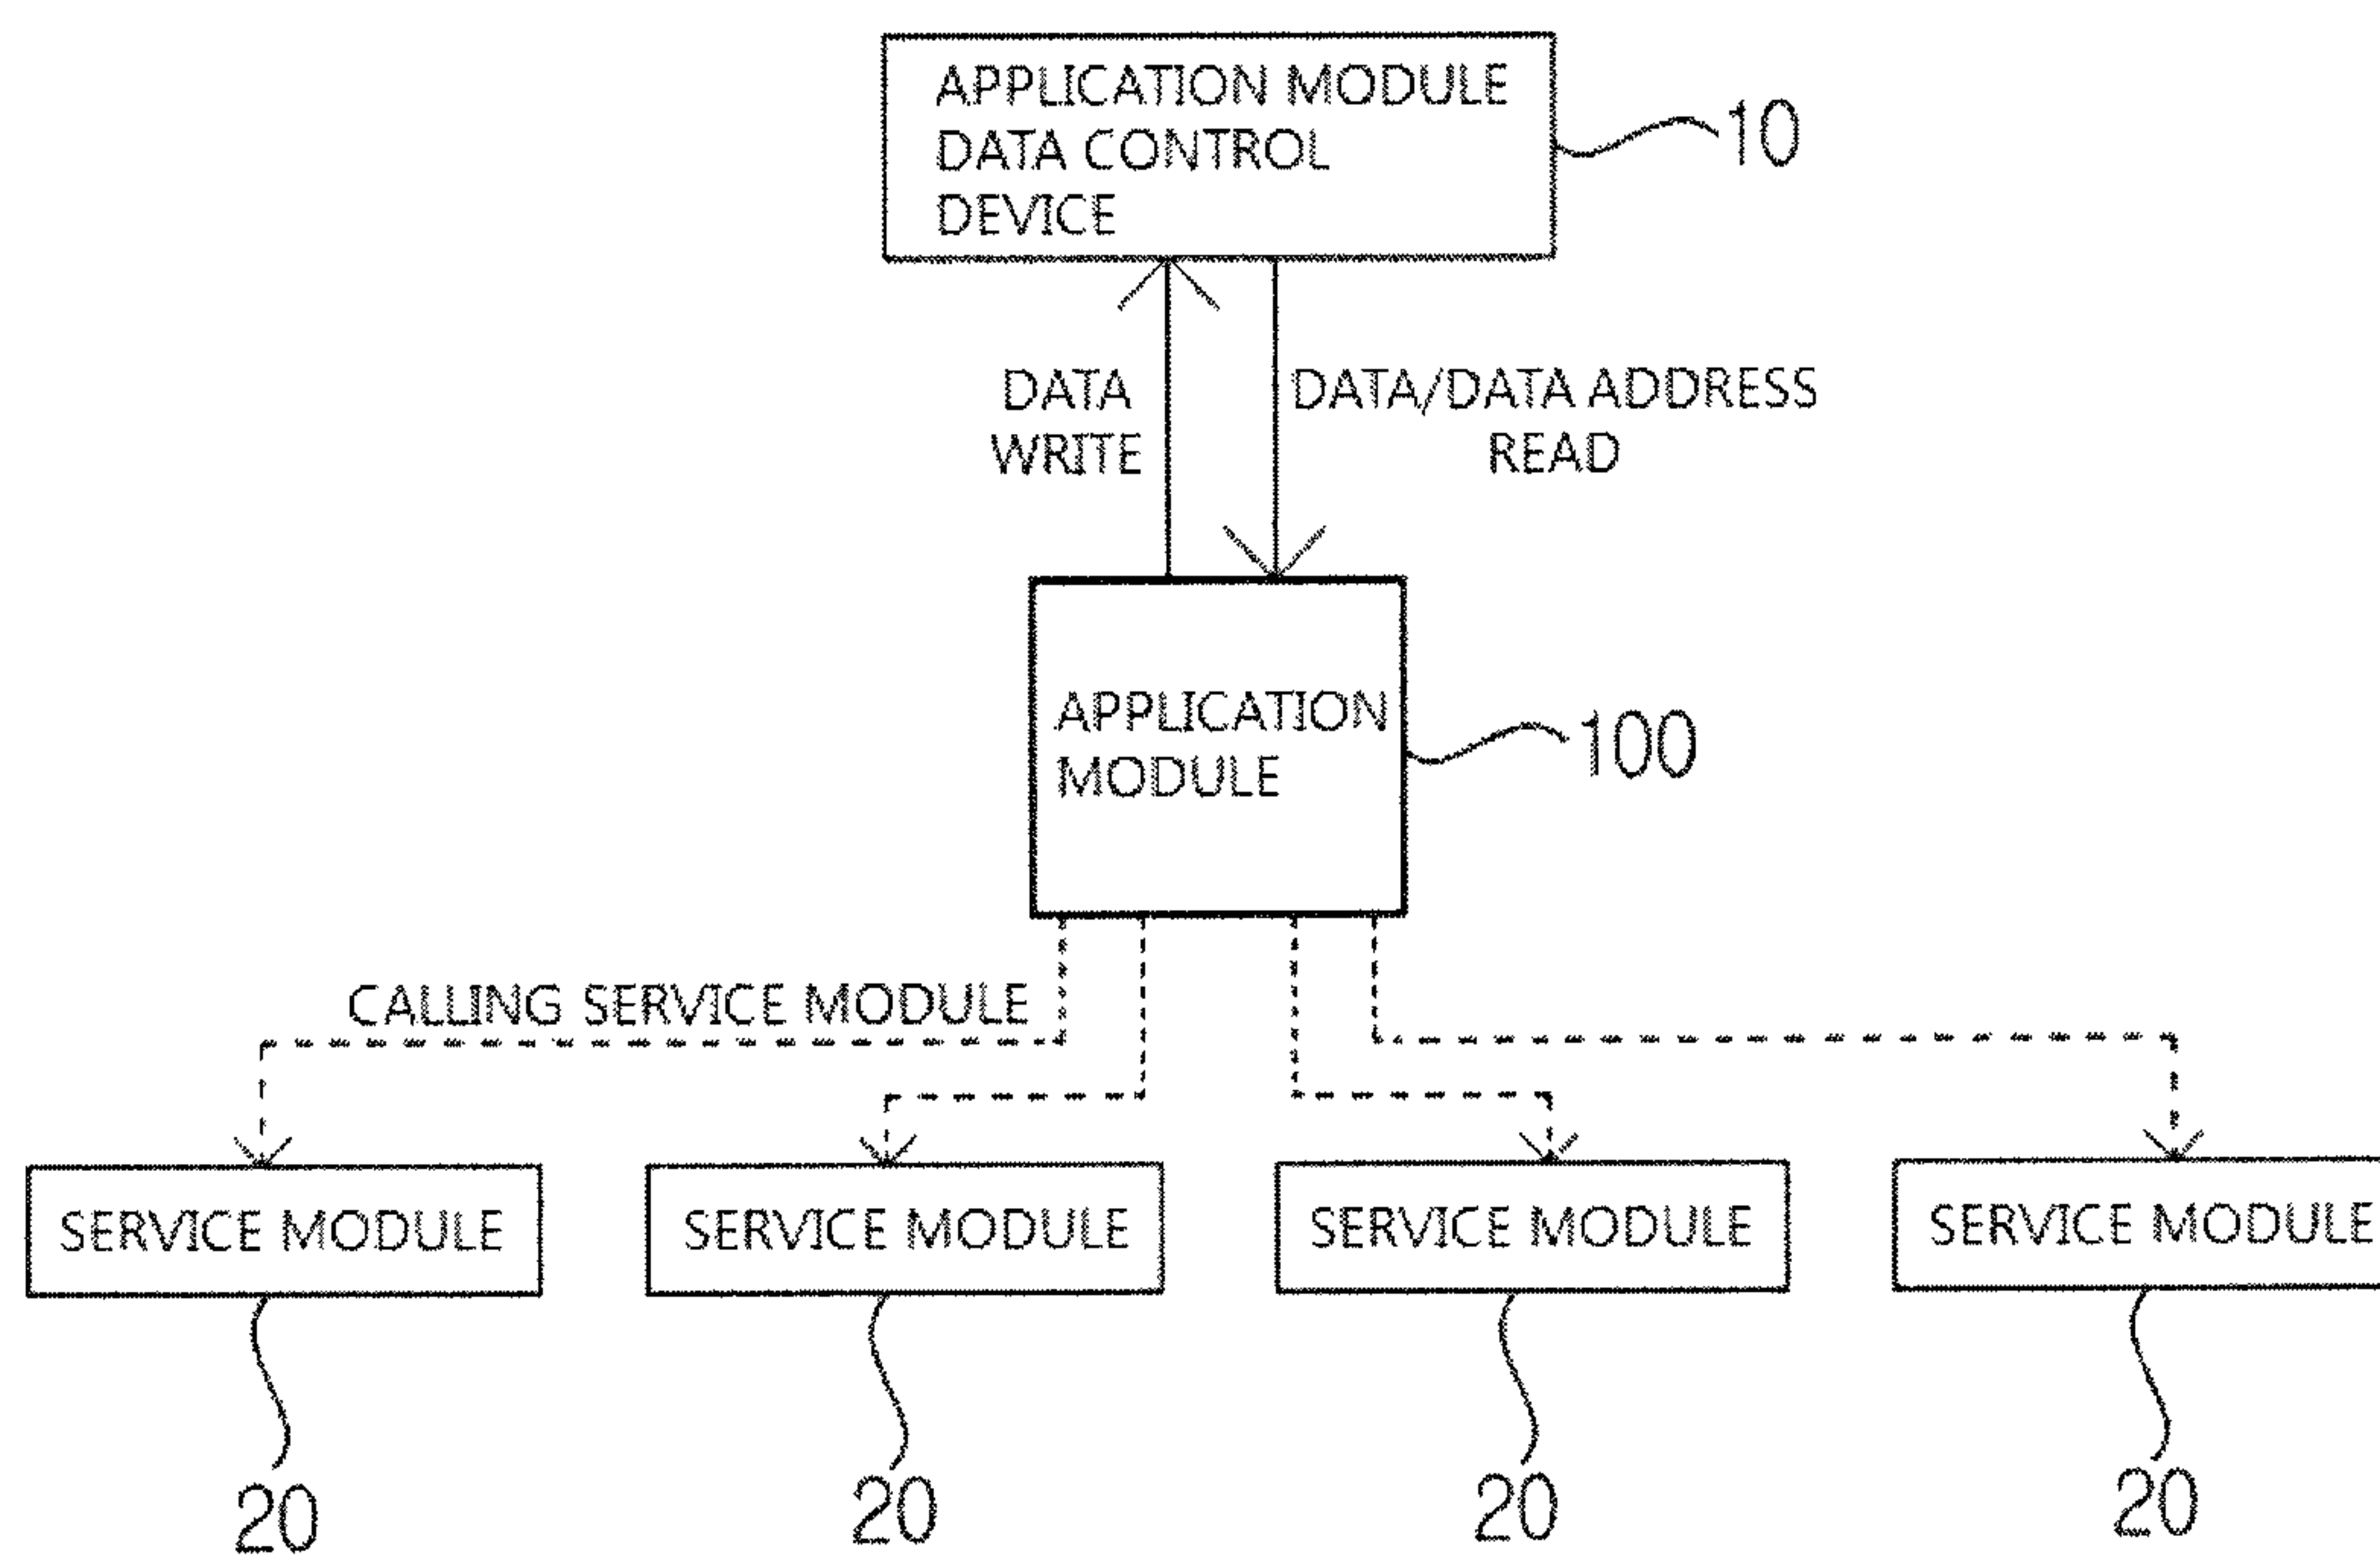 APPLICATION MODULE
DATA CONTROL
DEVICE
10
DATA
WRITE
DATA/DATA ADDRESS
READ
APPLICATION
MODULE
100
CALLING SERVICE MODULE
SERVICE MODULE
SERVICE MODULE
SERVICE MODULE
SERVICE MODULE
20
20
20
20